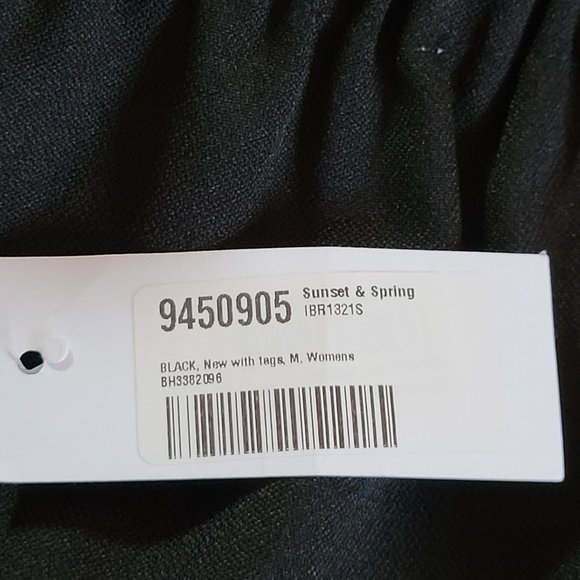 9450905 Sunset & Spring
IBR1321S
BLACK, New with tags, M, Womens
BH3382096